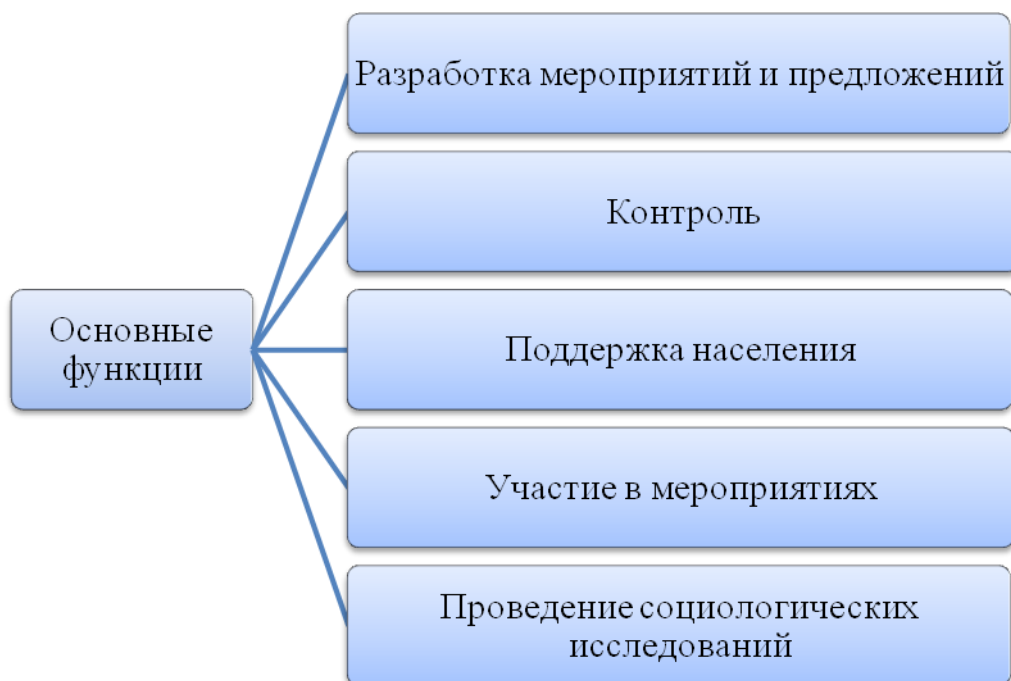 Разработка мероприятий и предложений
Контроль
Основные
функции
Поддержка населения
Участие в мероприятиях
Проведение социологических
исследований